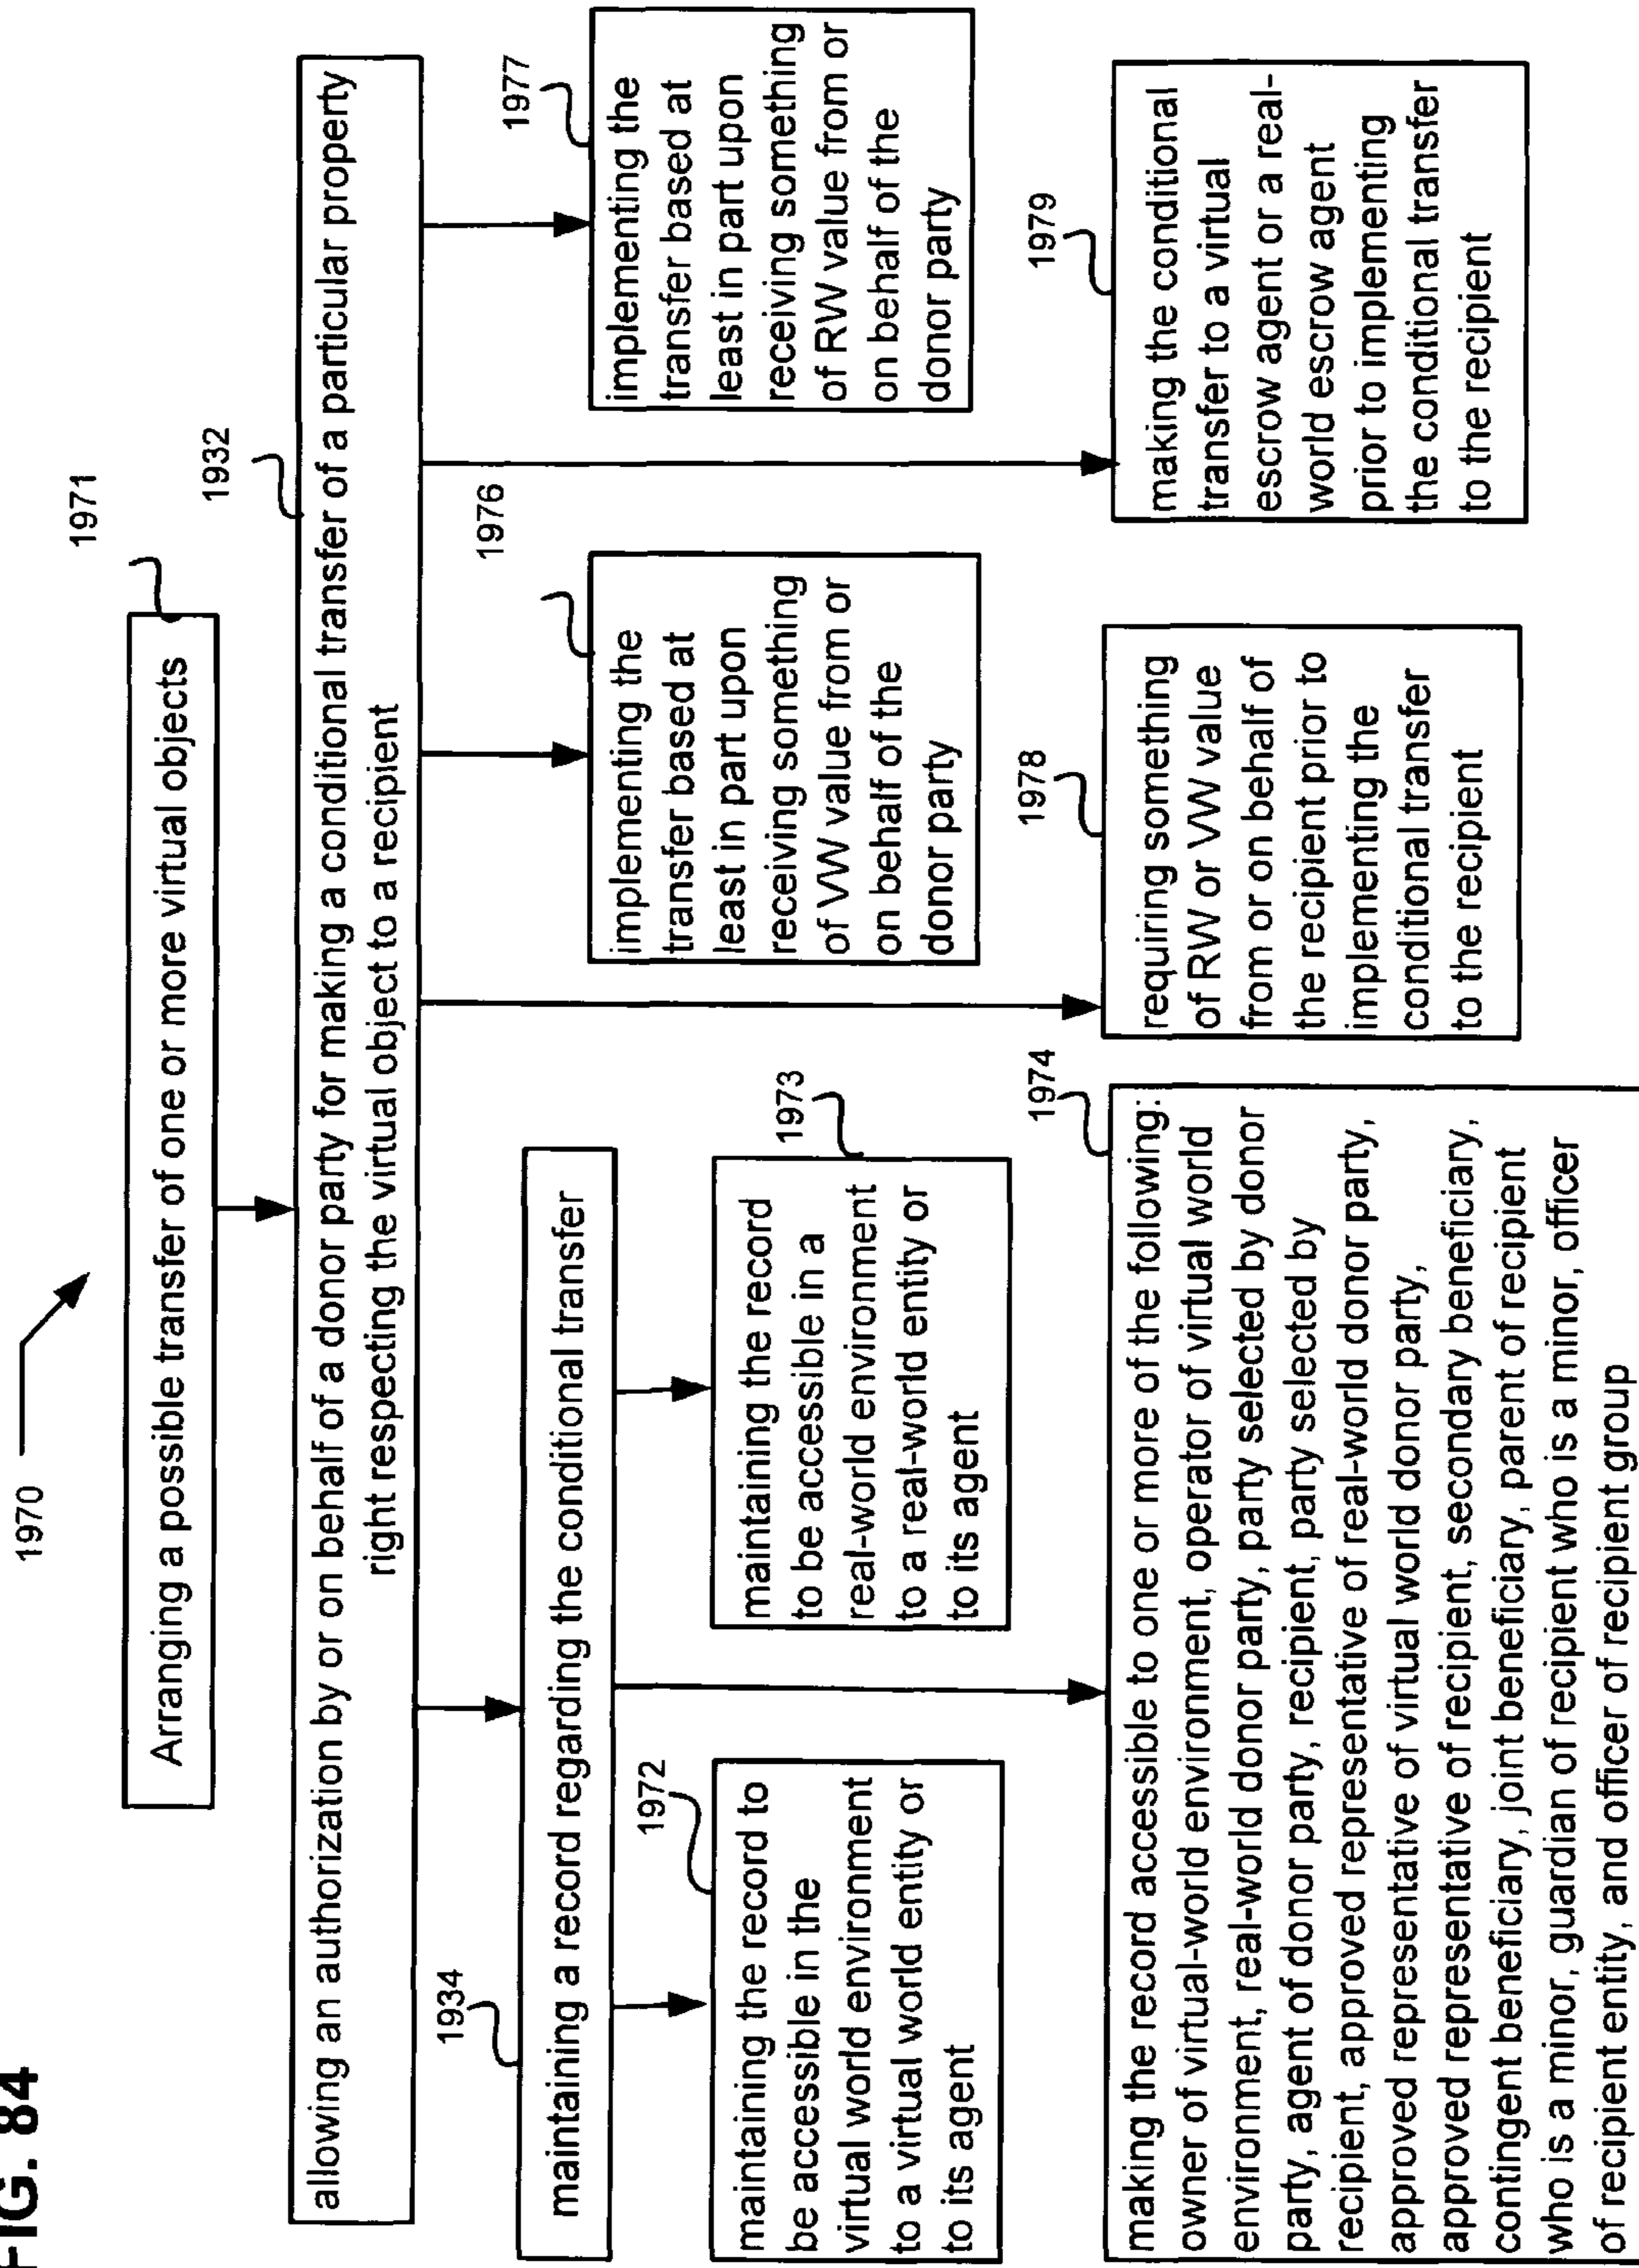 FIG. 84
1970
1971
Arranging a possible transfer of one or more virtual objects
1932
allowing an authorization by or on behalf of a donor party for making a conditional transfer of a particular property
right respecting the virtual object to a recipient
1934
maintaining a record regarding the conditional transfer
1976
implementing the
transfer based at
least in part upon
receiving something
of VW value from or
on behalf of the
donor party
1977
implementing the
transfer based at
least in part upon
receiving something
of RW value from or
on behalf of the
donor party
1972
maintaining the record to
be accessible in the
virtual world environment
to a virtual world entity or
to its agent
1973
maintaining the record
to be accessible in a
real-world environment
to a real-world entity or
to its agent
1974
making the record accessible to one or more of the following:
owner of virtual-world environment, operator of virtual world
environment, real-world donor party, party selected by donor
party, agent of donor party, recipient, party selected by
recipient, approved representative of real-world donor party,
approved representative of virtual world donor party,
approved representative of recipient, secondary beneficiary,
contingent beneficiary, joint beneficiary, parent of recipient
who is a minor, guardian of recipient who is a minor, officer
of recipient entity, and officer of recipient group
1978
requiring something
of RW or VW value
from or on behalf of
the recipient prior to
implementing the
conditional transfer
to the recipient
1979
making the conditional
transfer to a virtual
escrow agent or a real-
world escrow agent
prior to implementing
the conditional transfer
to the recipient